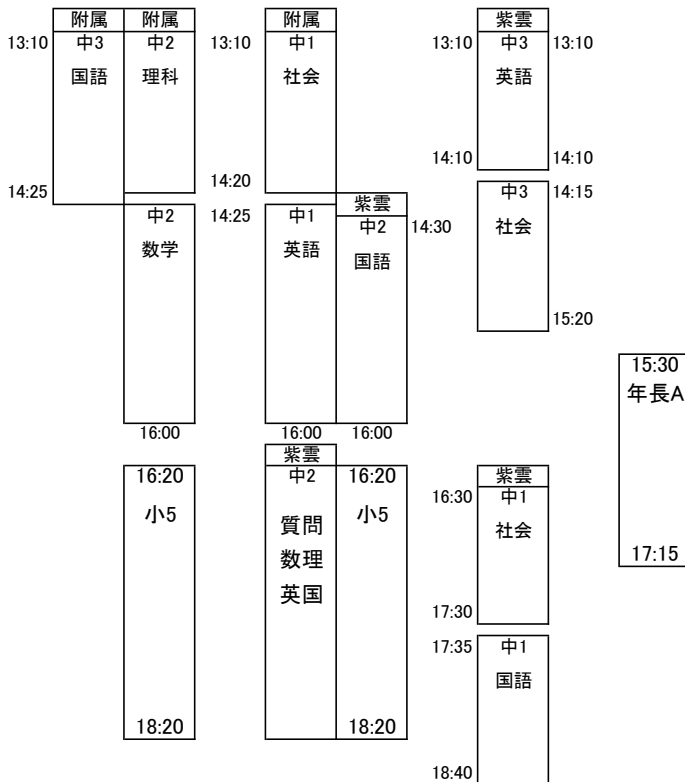 附属 附属 附属 紫雲
13:10 中3 中2 13:10 中1 13:10 中3 13:10
国語 理科 社会 英語
14:10 14:10
14:20
14:25 中3 14:15
紫雲
中2 14:25 中1 中2 14:30 社会
数学 英語 国語
15:20
15:30
年長A
16:00 16:00 16:00
紫雲 紫雲
16:20 中2 16:20
16:30 中1
小5 質問 小5 社会
数理
17:15
英国
17:30
17:35 中1
国語
18:20 18:20
18:40